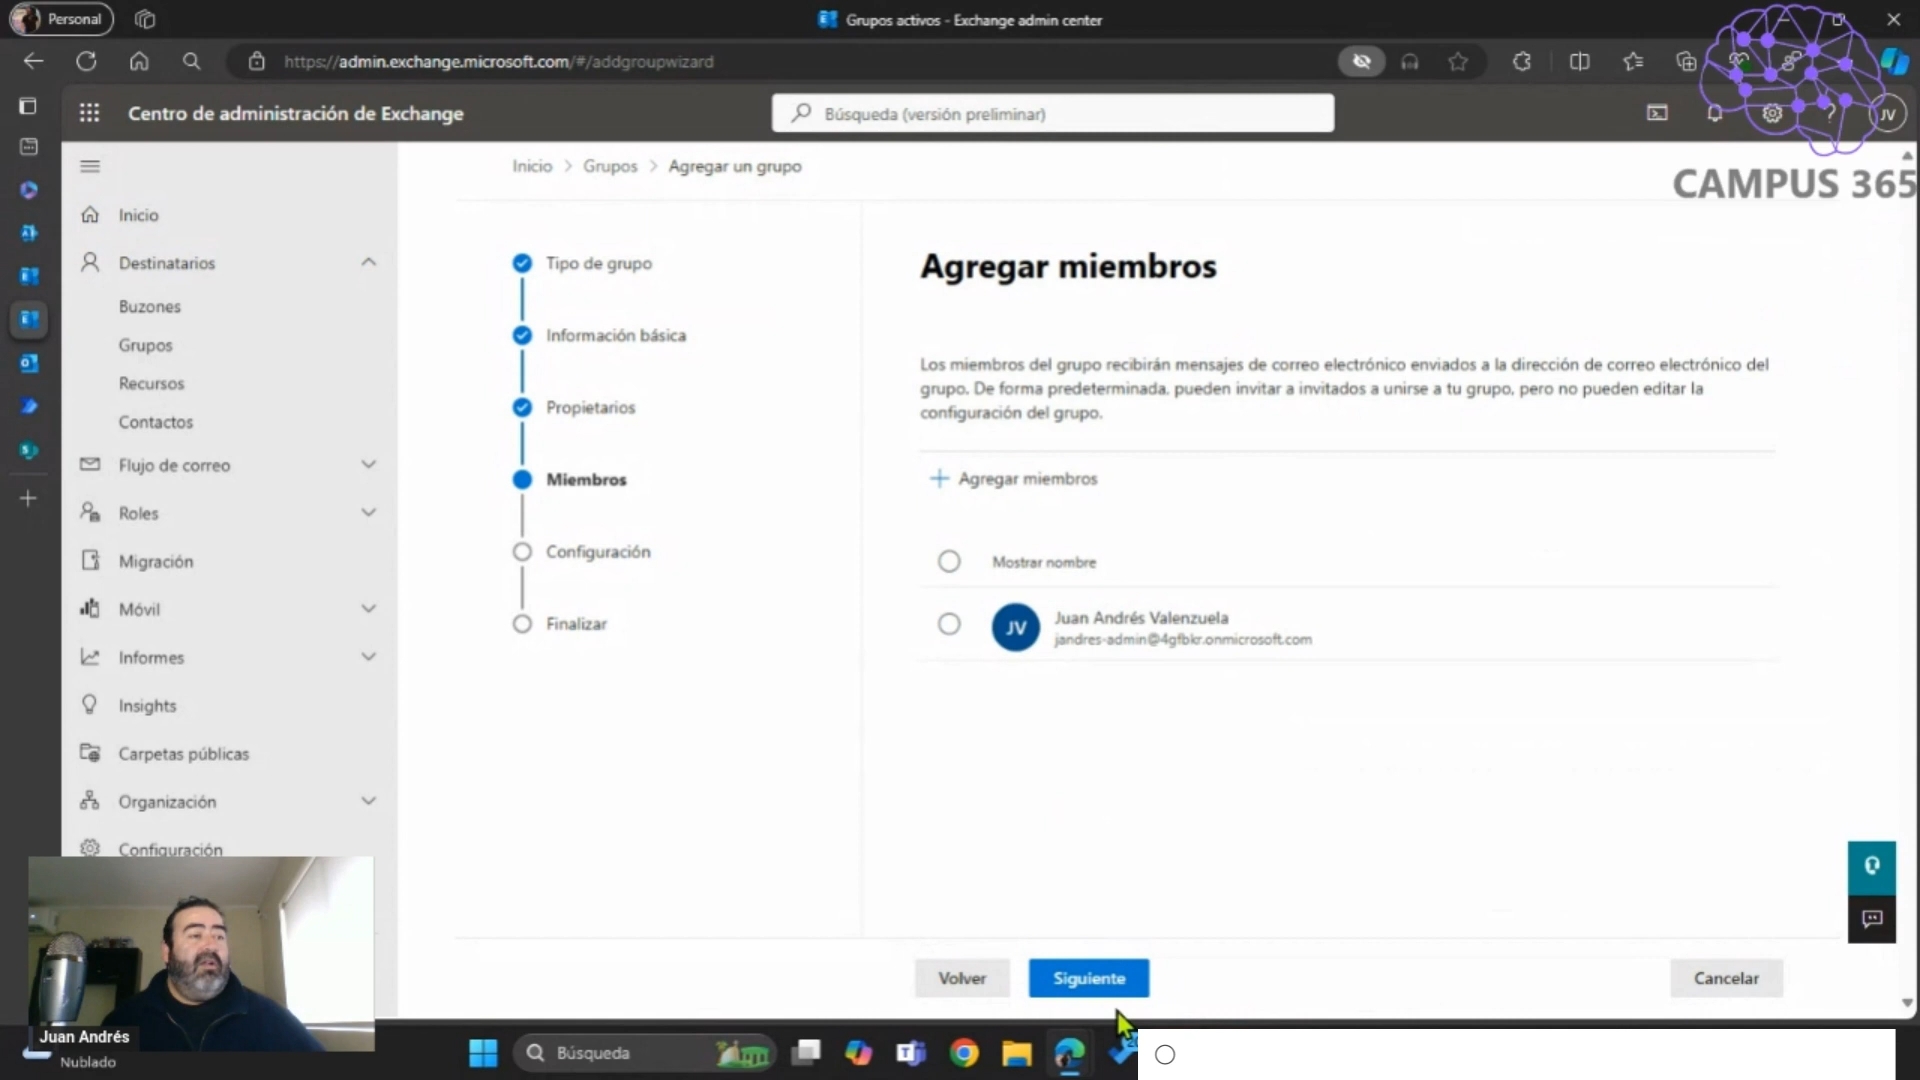 Personal
Grupos activos - Exchange admin center
https://admin.exchange.microsoft.com/#/addgroupwizard
Centro de administración de Exchange
Búsqueda (versión preliminar)
JV
CAMPUS 365
Inicio > Grupos > Agregar un grupo
Inicio
Destinatarios
Buzones
Grupos
Recursos
Contactos
Flujo de correo
Roles
Migración
Móvil
Informes
Insights
Carpetas públicas
Organización
Configuración
Tipo de grupo
Información básica
Propietarios
Miembros
Configuración
Finalizar
Agregar miembros
Los miembros del grupo recibirán mensajes de correo electrónico enviados a la dirección de correo electrónico del
grupo. De forma predeterminada, pueden invitar a invitados a unirse a tu grupo, pero no pueden editar la
configuración del grupo.
Agregar miembros
Mostrar nombre
JV
Juan Andrés Valenzuela
jandres-admin@4gfbkr.onmicrosoft.com
Volver
Siguiente
Cancelar
Juan Andrés
Nublado
Búsqueda